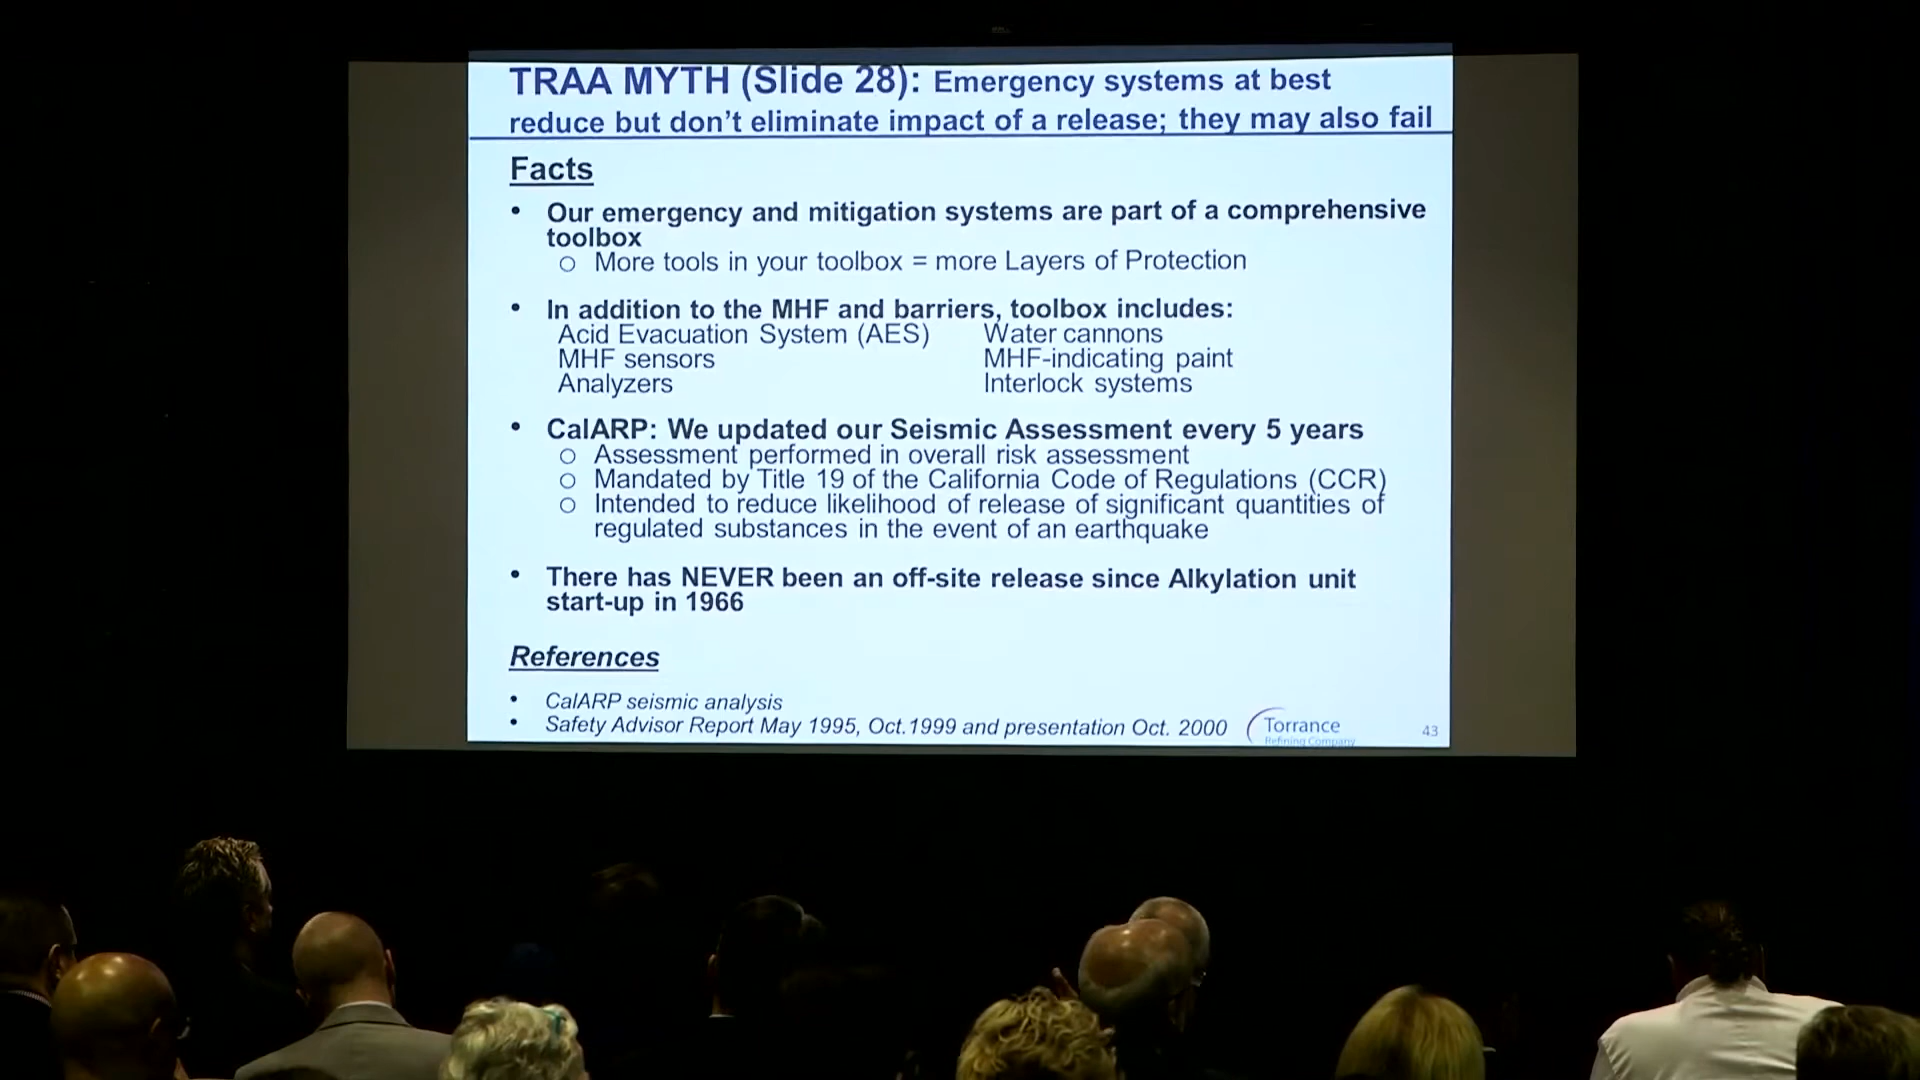 TRAA MYTH (Slide 28): Emergency systems at best
reduce but don't eliminate impact of a release; they may also fail
Facts
• Our emergency and mitigation systems are part of a comprehensive
toolbox
○ More tools in your toolbox = more Layers of Protection
• In addition to the MHF and barriers, toolbox includes:
Acid Evacuation System (AES) Water cannons
MHF sensors MHF-indicating paint
Analyzers Interlock systems
• CalARP: We updated our Seismic Assessment every 5 years
○ Assessment performed in overall risk assessment
○ Mandated by Title 19 of the California Code of Regulations (CCR)
○ Intended to reduce likelihood of release of significant quantities of
regulated substances in the event of an earthquake
• There has NEVER been an off-site release since Alkylation unit
start-up in 1966
References
• CalARP seismic analysis
• Safety Advisor Report May 1995, Oct.1999 and presentation Oct. 2000
Torrance
Refining Company
43